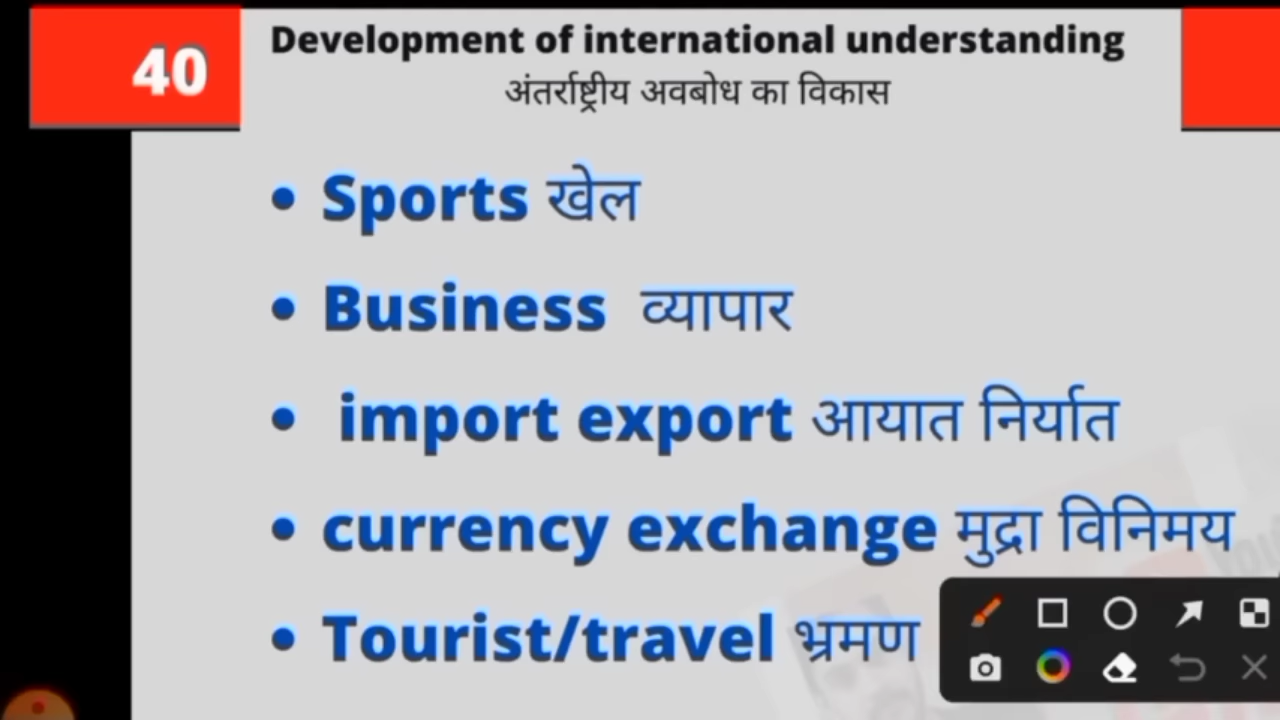 40
Development of international understanding
अंतर्राष्ट्रीय अवबोध का विकास
• Sports खेल
• Business व्यापार
• import export आयात निर्यात
• currency exchange मुद्रा विनिमय
• Tourist/travel भ्रमण